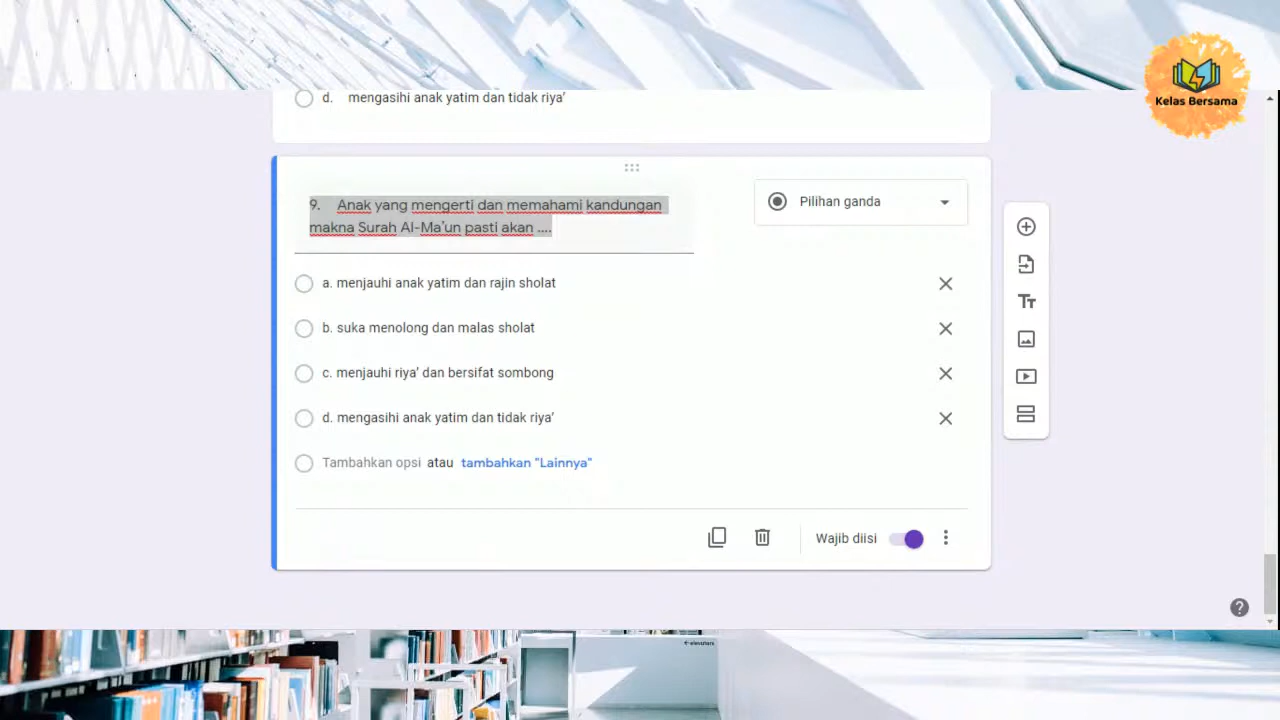 Kelas Bersama
d. mengasihi anak yatim dan tidak riya’
9. Anak yang mengerti dan memahami kandungan
makna Surah Al-Ma’un pasti akan ....
Pilihan ganda
a. menjauhi anak yatim dan rajin sholat
b. suka menolong dan malas sholat
c. menjauhi riya’ dan bersifat sombong
d. mengasihi anak yatim dan tidak riya’
Tambahkan opsi atau tambahkan "Lainnya"
Wajib diisi
elevators